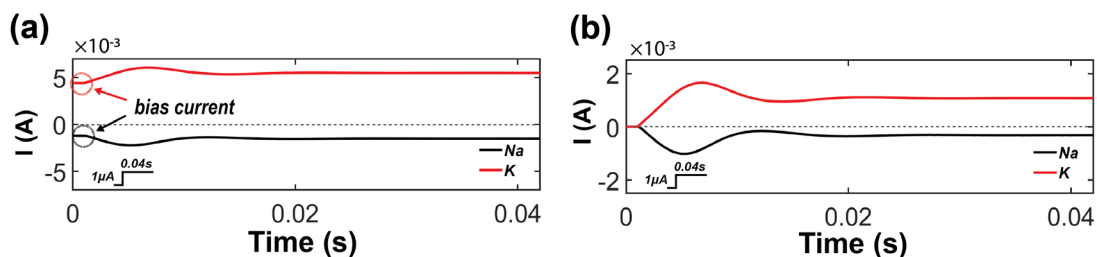 (a)
×10⁻³
I (A)
5
0
-5
bias current
0.04s
1μA
Na
K
0
0.02
0.04
Time (s)
(b)
×10⁻³
I (A)
2
0
-2
0.04s
1μA
Na
K
0
0.02
0.04
Time (s)